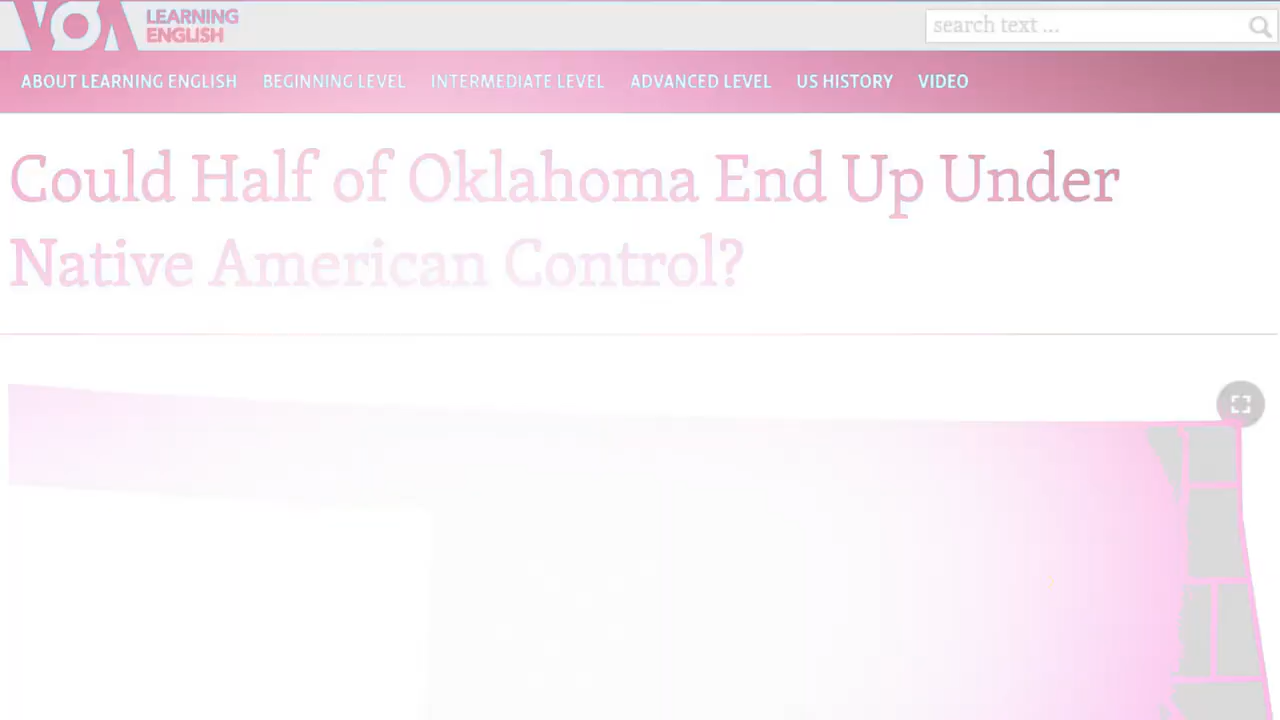 VOA
LEARNING
ENGLISH
search text ...
ABOUT LEARNING ENGLISH BEGINNING LEVEL INTERMEDIATE LEVEL ADVANCED LEVEL US HISTORY VIDEO
Could Half of Oklahoma End Up Under
Native American Control?